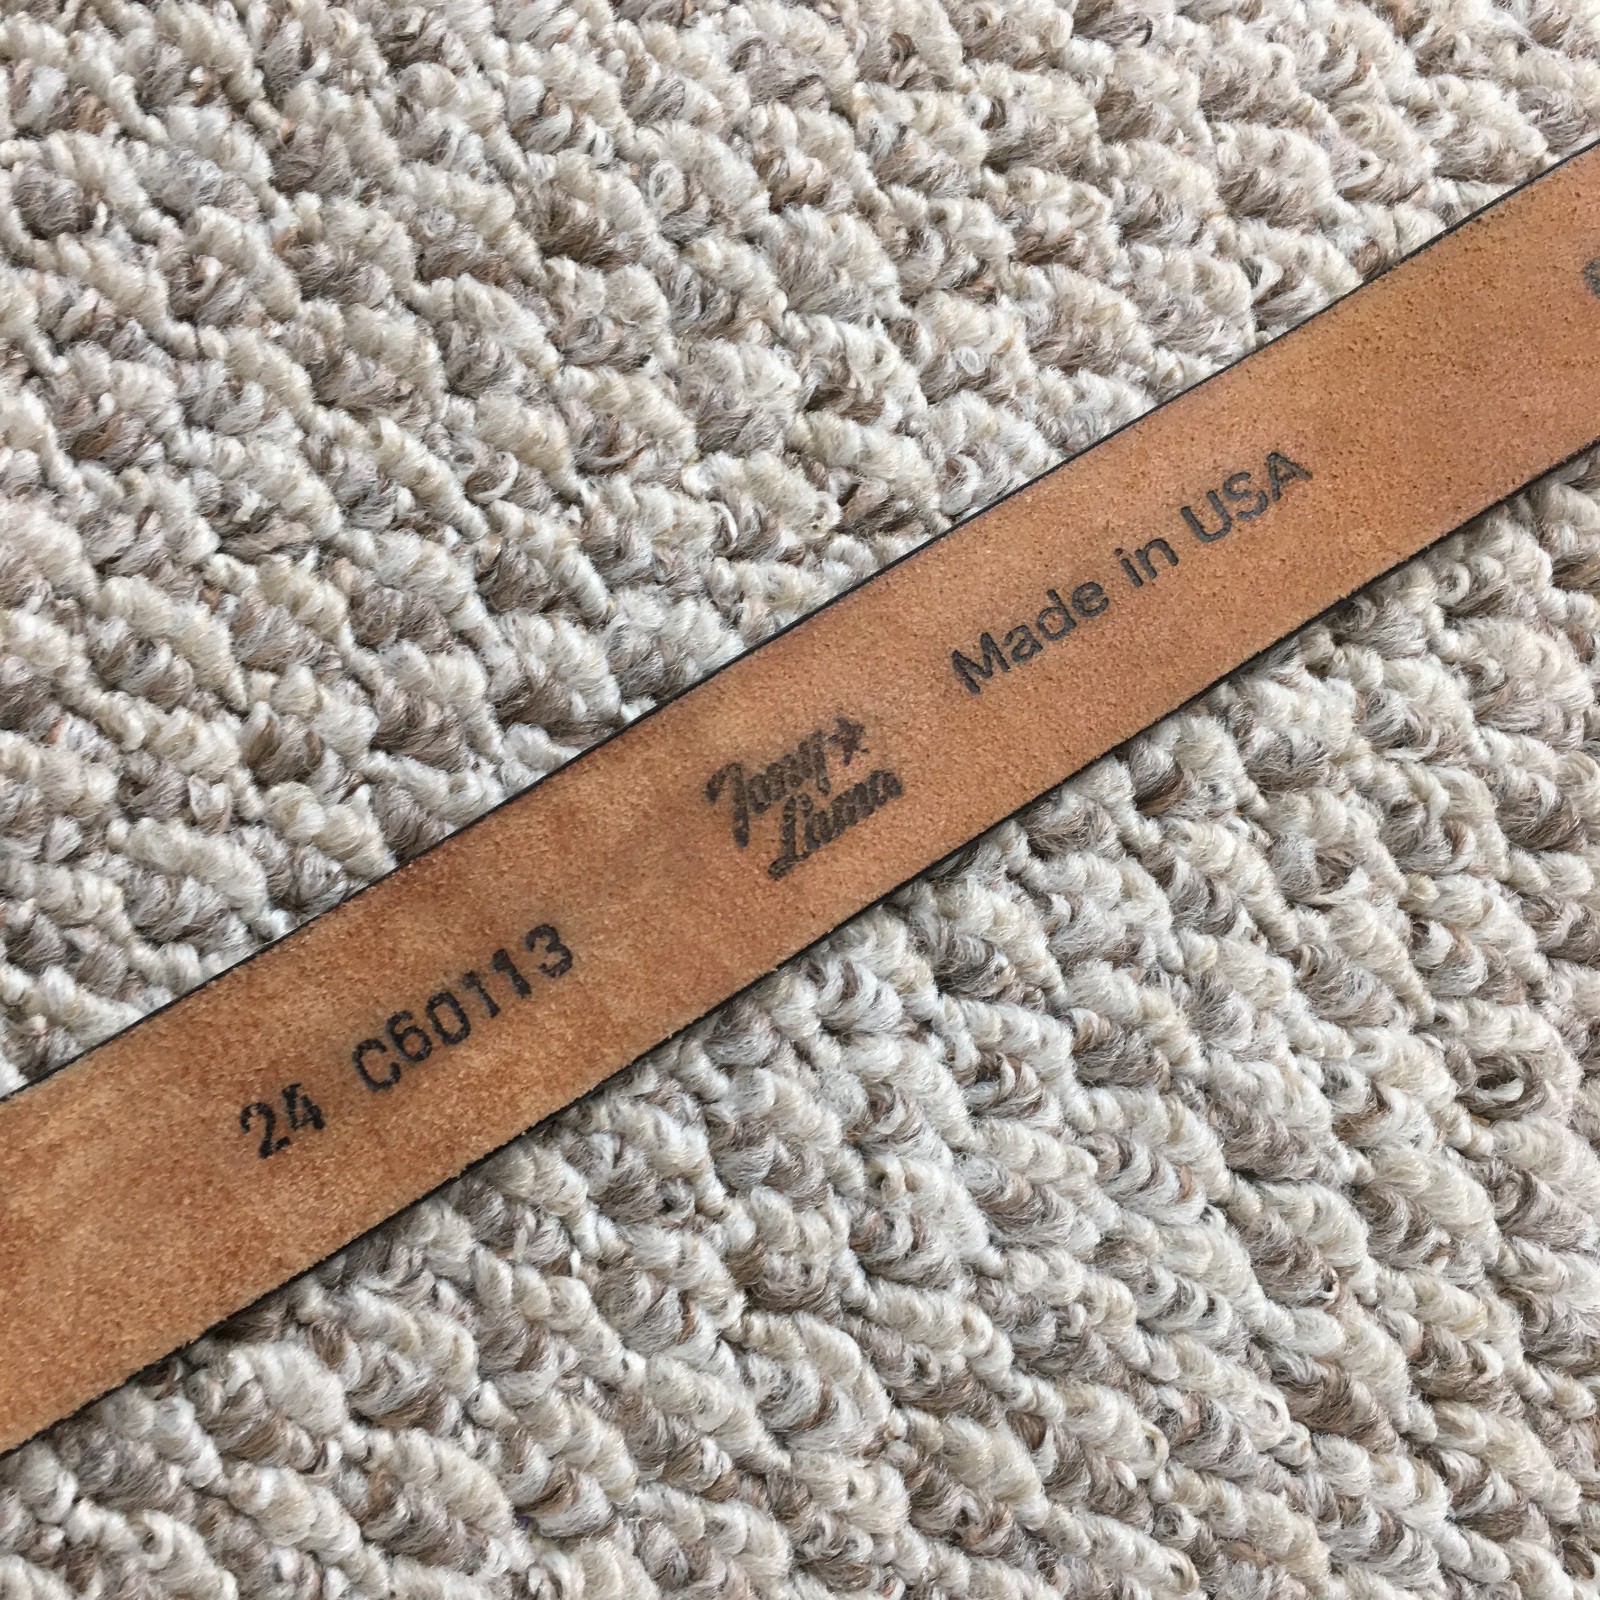 24 C60113
Tony
Lama
Made in USA